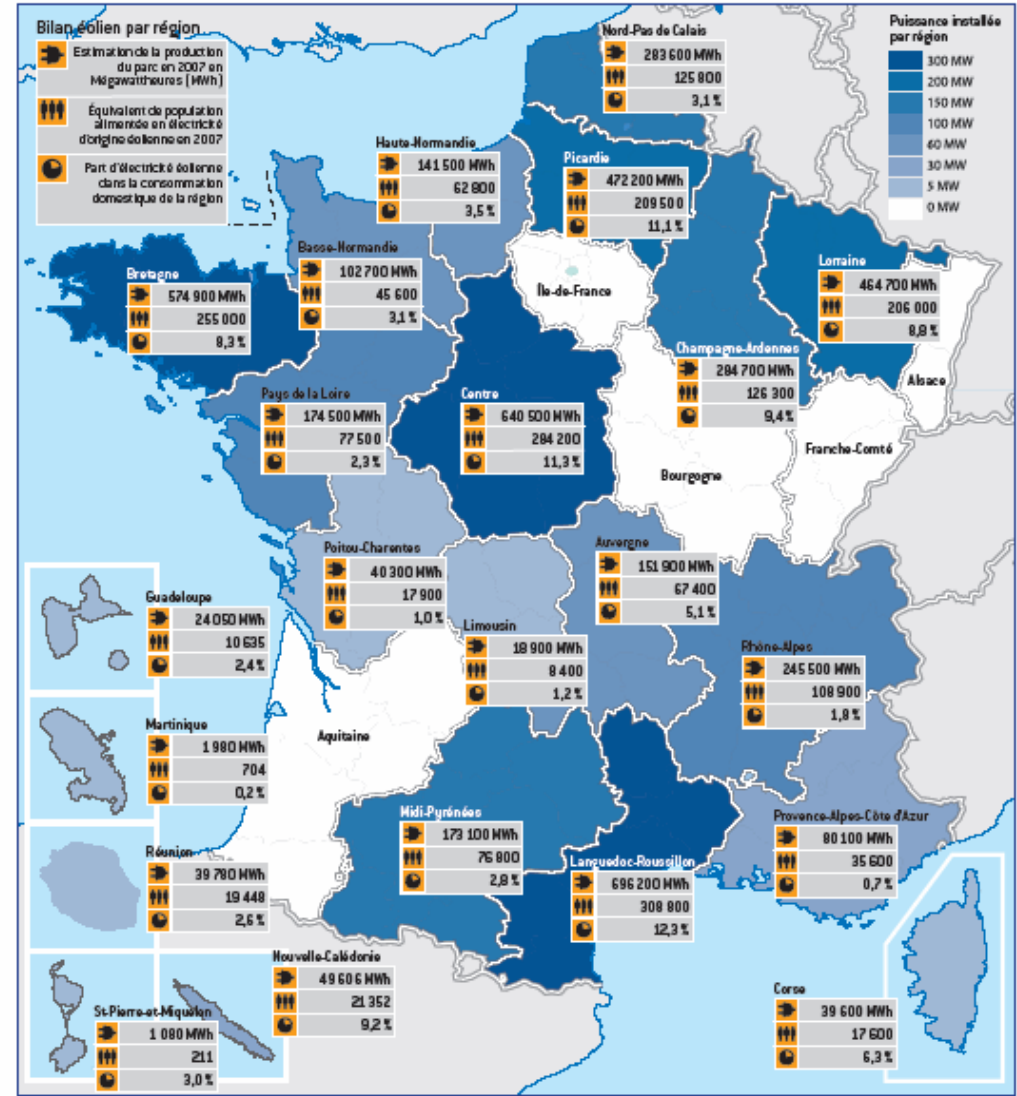 Bilan éolien par région
Estimation de la production
du parc en 2007 en
Mégawattheures (MWh)
Équivalent de population
alimentée en électricité
d'origine éolienne en 2007
Part d'électricité éolienne
dans la consommation
domestique de la région
Puissance installée
par région
300 MW
200 MW
150 MW
100 MW
60 MW
30 MW
5 MW
0 MW
Nord-Pas de Calais
283 600 MWh
125 800
3,1 %
Haute-Normandie
141 500 MWh
62 800
3,5 %
Picardie
472 200 MWh
209 500
11,1 %
Basse-Normandie
102 700 MWh
45 600
3,1 %
Île-de-France
Lorraine
464 700 MWh
206 000
8,8 %
Bretagne
574 900 MWh
255 000
8,3 %
Champagne-Ardennes
284 700 MWh
126 300
9,4 %
Alsace
Pays de la Loire
174 500 MWh
77 500
2,3 %
Centre
640 500 MWh
284 200
11,3 %
Franche-Comté
Bourgogne
Poitou-Charentes
40 300 MWh
17 900
1,0 %
Auvergne
151 900 MWh
67 400
5,1 %
Guadeloupe
24 050 MWh
10 635
2,4 %
Limousin
18 900 MWh
8 400
1,2 %
Rhône-Alpes
245 500 MWh
108 900
1,8 %
Martinique
1 980 MWh
704
0,2 %
Aquitaine
Midi-Pyrénées
173 100 MWh
76 800
2,8 %
Provence-Alpes-Côte d'Azur
80 100 MWh
35 600
0,7 %
Réunion
39 780 MWh
19 448
2,6 %
Languedoc-Roussillon
696 200 MWh
308 800
12,3 %
Nouvelle-Calédonie
49 606 MWh
21 352
9,2 %
St-Pierre-et-Miquelon
1 080 MWh
211
3,0 %
Corse
39 600 MWh
17 600
6,3 %